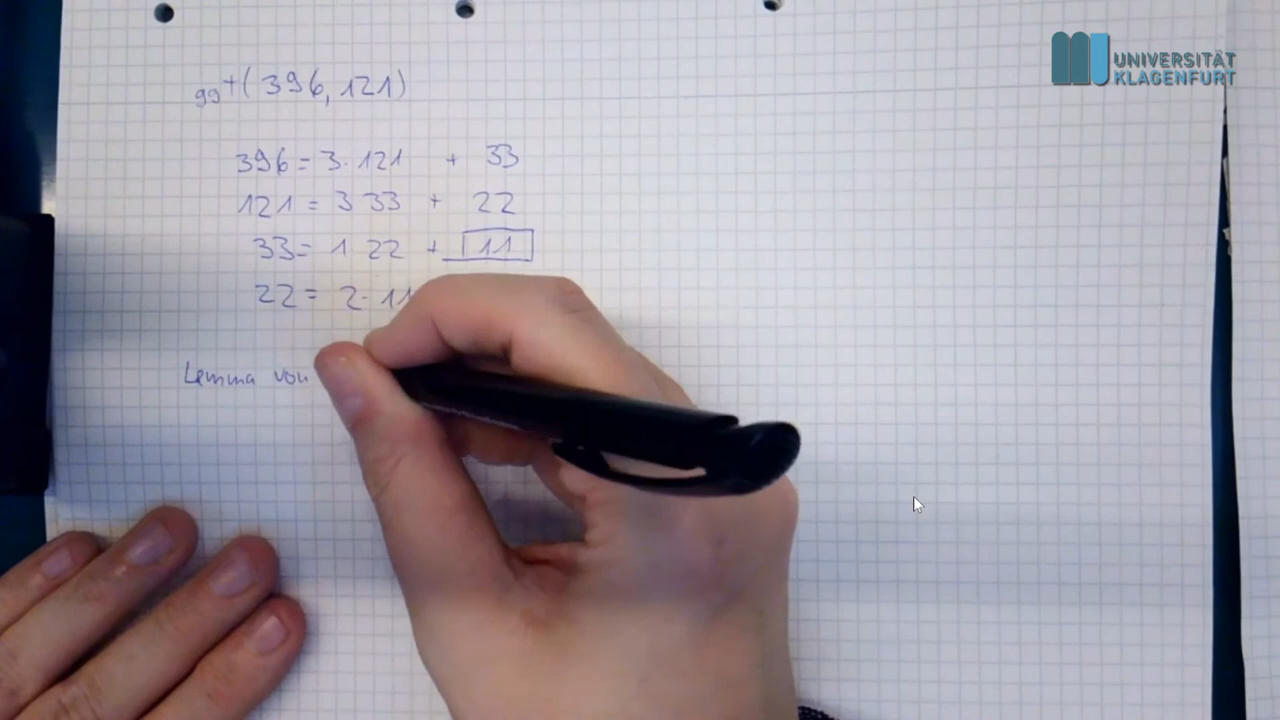 UNIVERSITÄT
KLAGENFURT
ggT(396,121)
396 = 3 · 121 + 33
121 = 3 33 + 22
33 = 1 22 + 11
22 = 2 · 11
Lemma von